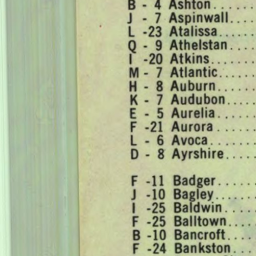 B - 4 Ashton......
J - 7 Aspinwall....
L -23 Atalissa......
Q - 9 Athelstan....
I -20 Atkins........
M - 7 Atlantic......
H - 8 Auburn.......
K - 7 Audubon.....
E - 5 Aurelia.......
F -21 Aurora.......
L - 6 Avoca........
D - 8 Ayrshire.....
F -11 Badger.......
J -10 Bagley.......
I -25 Baldwin......
F -25 Balltown.....
B -10 Bancroft.....
F -24 Bankston....